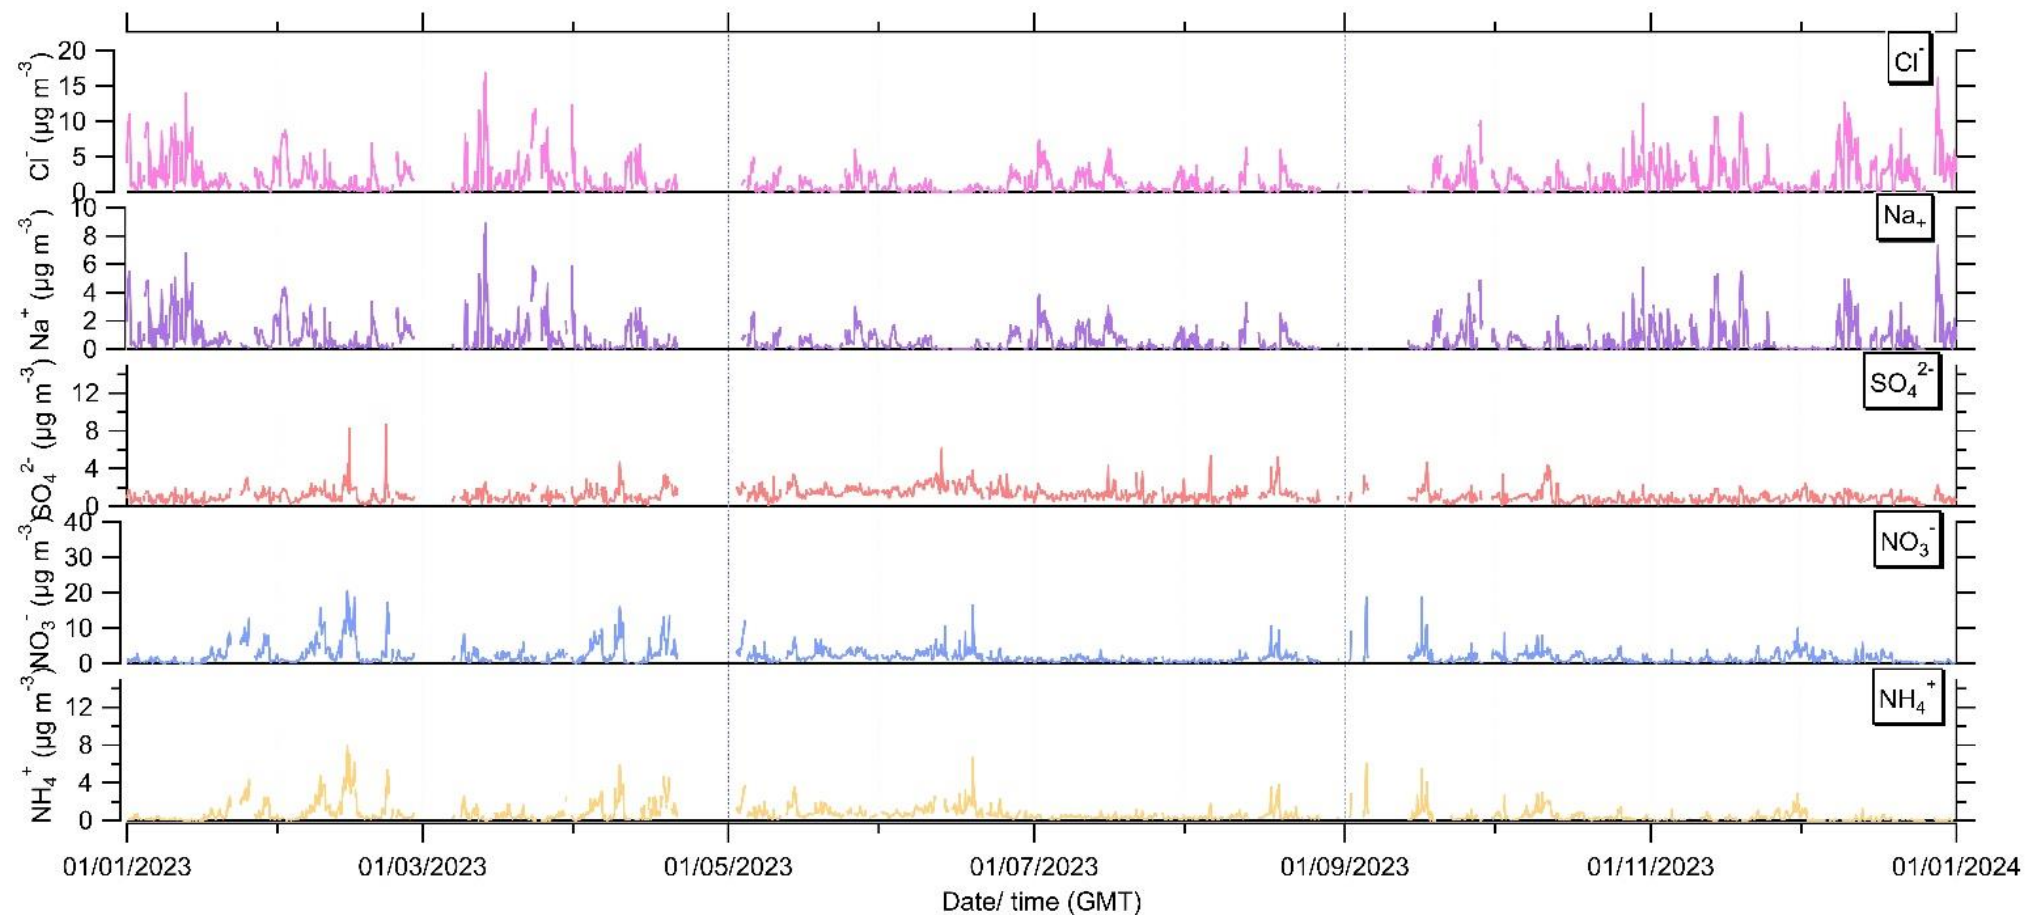 Cl⁻ (µg m⁻³)
20
15
10
5
0
Cl⁻
Na⁺ (µg m⁻³)
10
8
6
4
2
0
Na₊
SO₄²⁻ (µg m⁻³)
12
8
4
0
SO₄²⁻
NO₃⁻ (µg m⁻³)
40
30
20
10
0
NO₃⁻
NH₄⁺ (µg m⁻³)
12
8
4
0
NH₄⁺
01/01/2023 01/03/2023 01/05/2023 01/07/2023 01/09/2023 01/11/2023 01/01/2024
Date/ time (GMT)